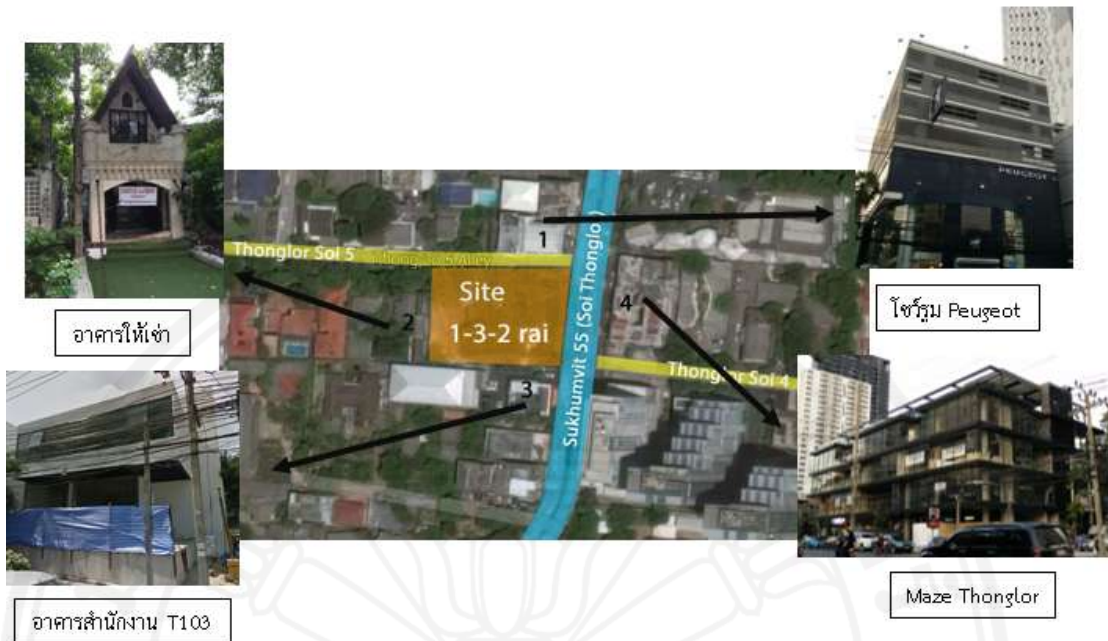 PEUGEOT
1
Thonglor Soi 5
Site
1-3-2 rai
Sukhumvit 55 (Soi Thonglo)
2
4
โชว์รูม Peugeot
อาคารให้เช่า
3
Thonglor Soi 4
อาคารสำนักงาน T103
Maze Thonglor